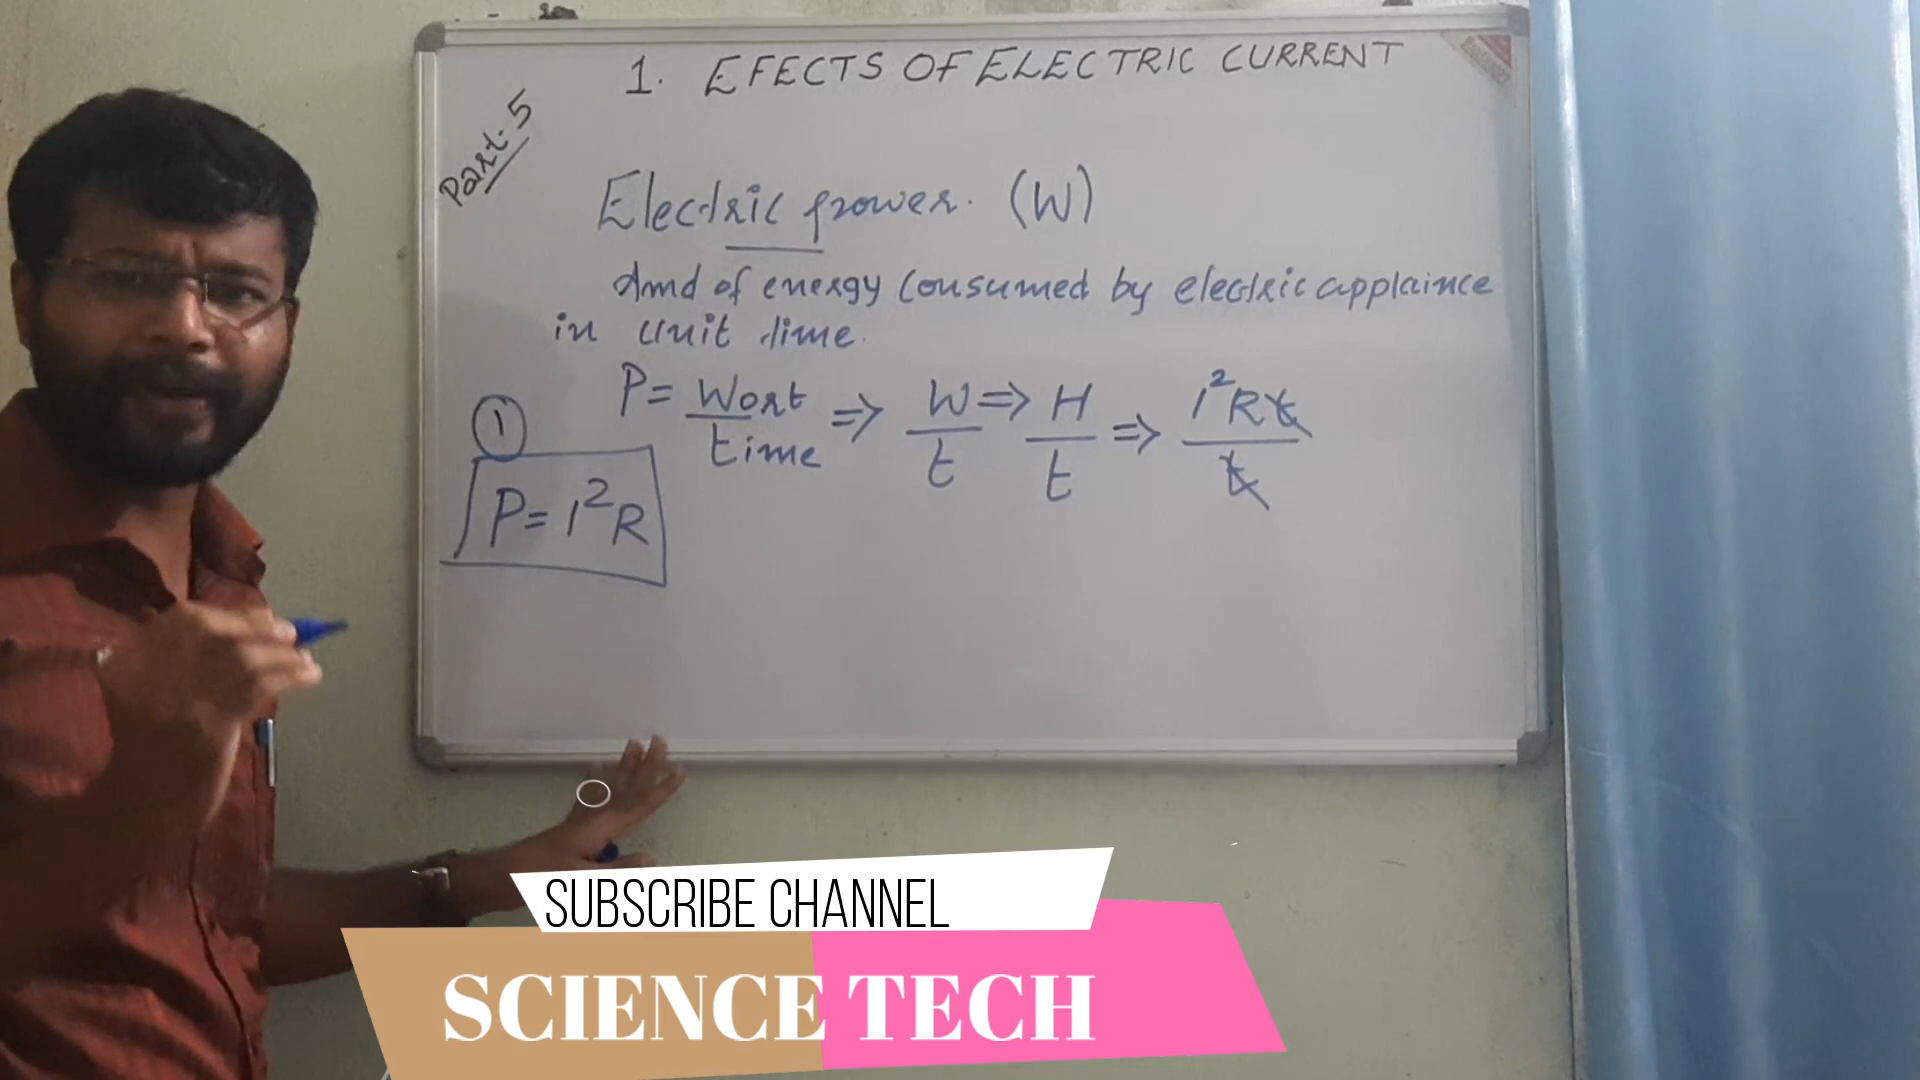 1. EFECTS OF ELECTRIC CURRENT
Part-5
Electric power. (W)
Amd of energy consumed by electric applaince
in unit time.
P = Work/time => W/t => H/t => I²Rt/t
1
P = I²R
SUBSCRIBE CHANNEL
SCIENCE TECH